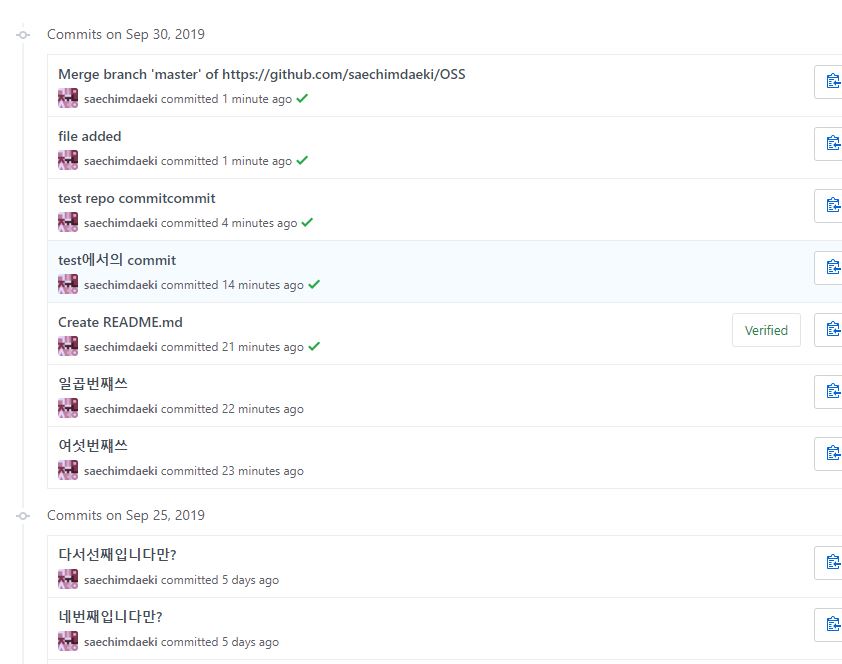 Commits on Sep 30, 2019
Merge branch 'master' of https://github.com/saechimdaeki/OSS
saechimdaeki committed 1 minute ago
file added
saechimdaeki committed 1 minute ago
test repo commitcommit
saechimdaeki committed 4 minutes ago
test에서의 commit
saechimdaeki committed 14 minutes ago
Create README.md
saechimdaeki committed 21 minutes ago
Verified
일곱번째쓰
saechimdaeki committed 22 minutes ago
여섯번째쓰
saechimdaeki committed 23 minutes ago
Commits on Sep 25, 2019
다서선째입니다만?
saechimdaeki committed 5 days ago
네번째입니다만?
saechimdaeki committed 5 days ago